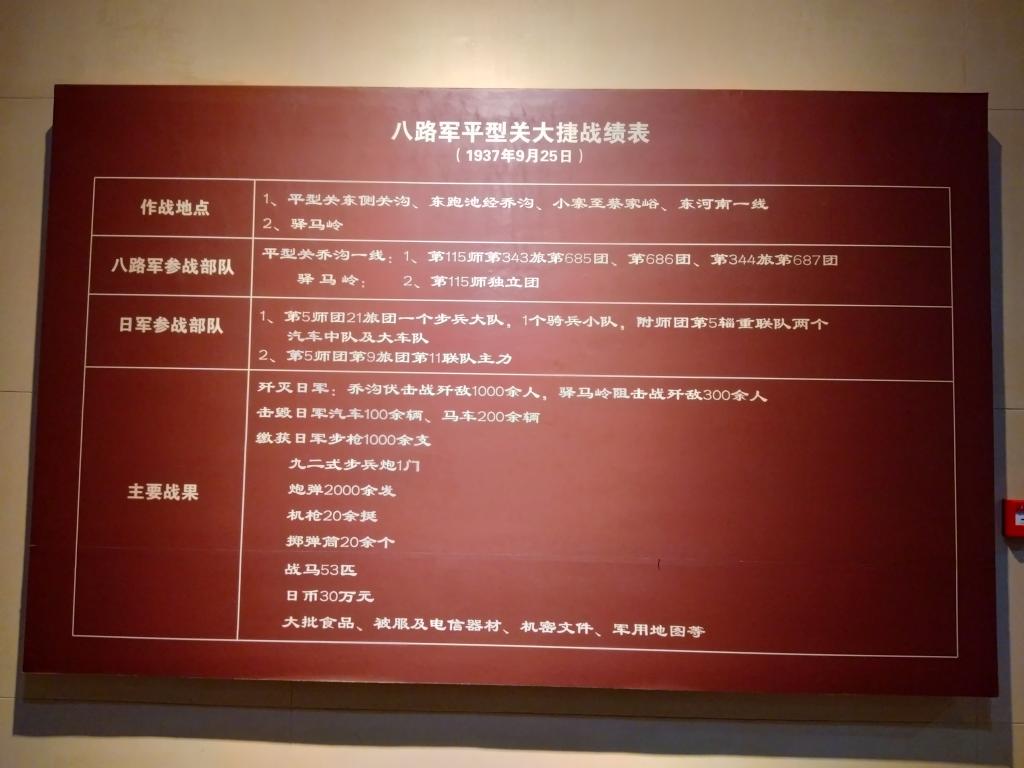 八路军平型关大捷战绩表
（1937年9月25日）
作战地点
1、平型关东侧关沟、东跑池经乔沟、小寨至蔡家峪、东河南一线
2、驿马岭
八路军参战部队
平型关乔沟一线：1、第115师第343旅第685团、第686团、第344旅第687团
驿马岭：2、第115师独立团
日军参战部队
1、第5师团21旅团一个步兵大队，1个骑兵小队，附师团第5辎重联队两个
汽车中队及大车队
2、第5师团第9旅团第11联队主力
主要战果
歼灭日军：乔沟伏击战歼敌1000余人，驿马岭阻击战歼敌300余人
击毁日军汽车100余辆、马车200余辆
缴获日军步枪1000余支
九二式步兵炮1门
炮弹2000余发
机枪20余挺
掷弹筒20余个
战马53匹
日币30万元
大批食品、被服及电信器材、机密文件、军用地图等